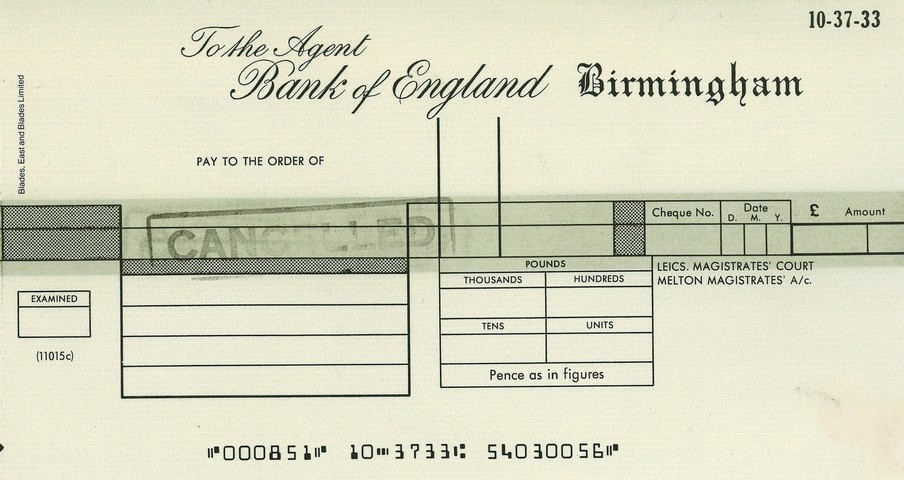 10-37-33
To the Agent
Bank of England Birmingham
Blades, East and Blades Limited
PAY TO THE ORDER OF
CANCELLED
Cheque No.
Date
D. M. Y.
£ Amount
POUNDS
THOUSANDS HUNDREDS
TENS UNITS
Pence as in figures
LEICS. MAGISTRATES' COURT
MELTON MAGISTRATES' A/c.
EXAMINED
(11015c)
⑈000851⑈ 10⑉3733⑆ 54030056⑈